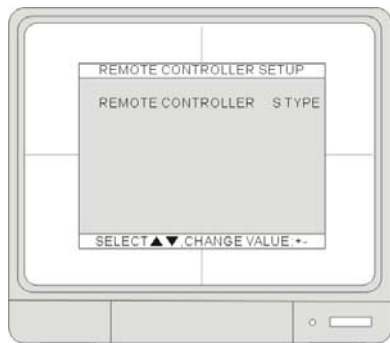 REMOTE CONTROLLER SETUP
REMOTE CONTROLLER S TYPE
SELECT▲▼,CHANGE VALUE:+-